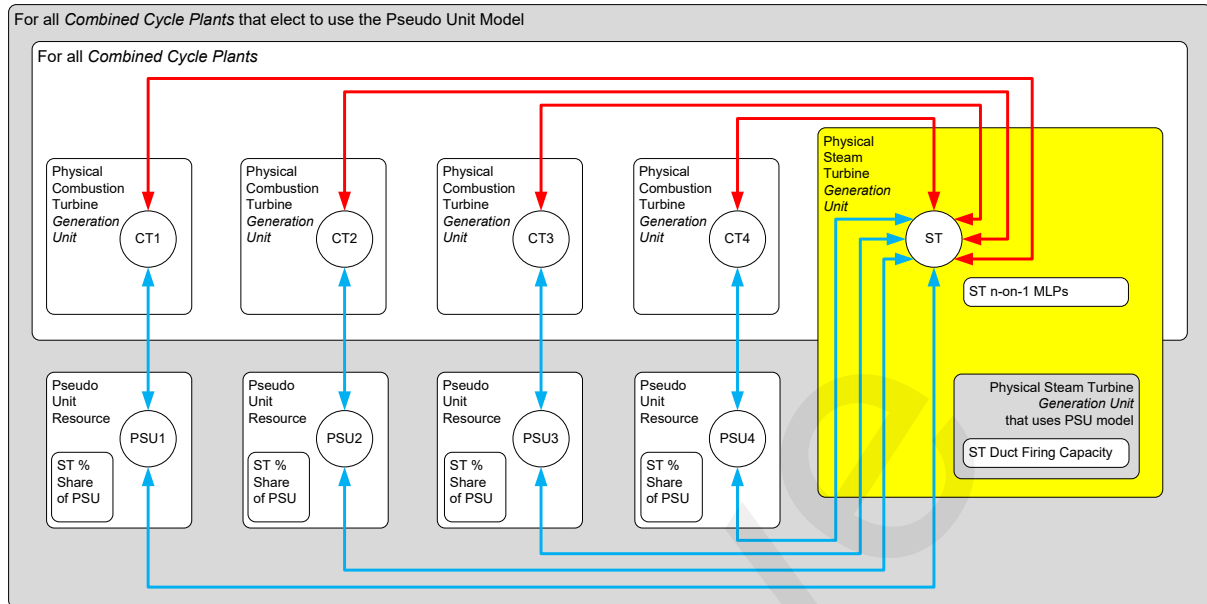 For all Combined Cycle Plants that elect to use the Pseudo Unit Model
For all Combined Cycle Plants
Physical
Combustion
Turbine
Generation
Unit
CT1
Physical
Combustion
Turbine
Generation
Unit
CT2
Physical
Combustion
Turbine
Generation
Unit
CT3
Physical
Combustion
Turbine
Generation
Unit
CT4
Physical
Steam
Turbine
Generation
Unit
ST
ST n-on-1 MLPs
Pseudo
Unit
Resource
PSU1
ST %
Share
of PSU
Pseudo
Unit
Resource
PSU2
ST %
Share
of PSU
Pseudo
Unit
Resource
PSU3
ST %
Share
of PSU
Pseudo
Unit
Resource
PSU4
ST %
Share
of PSU
Physical Steam Turbine
Generation Unit
that uses PSU model
ST Duct Firing Capacity